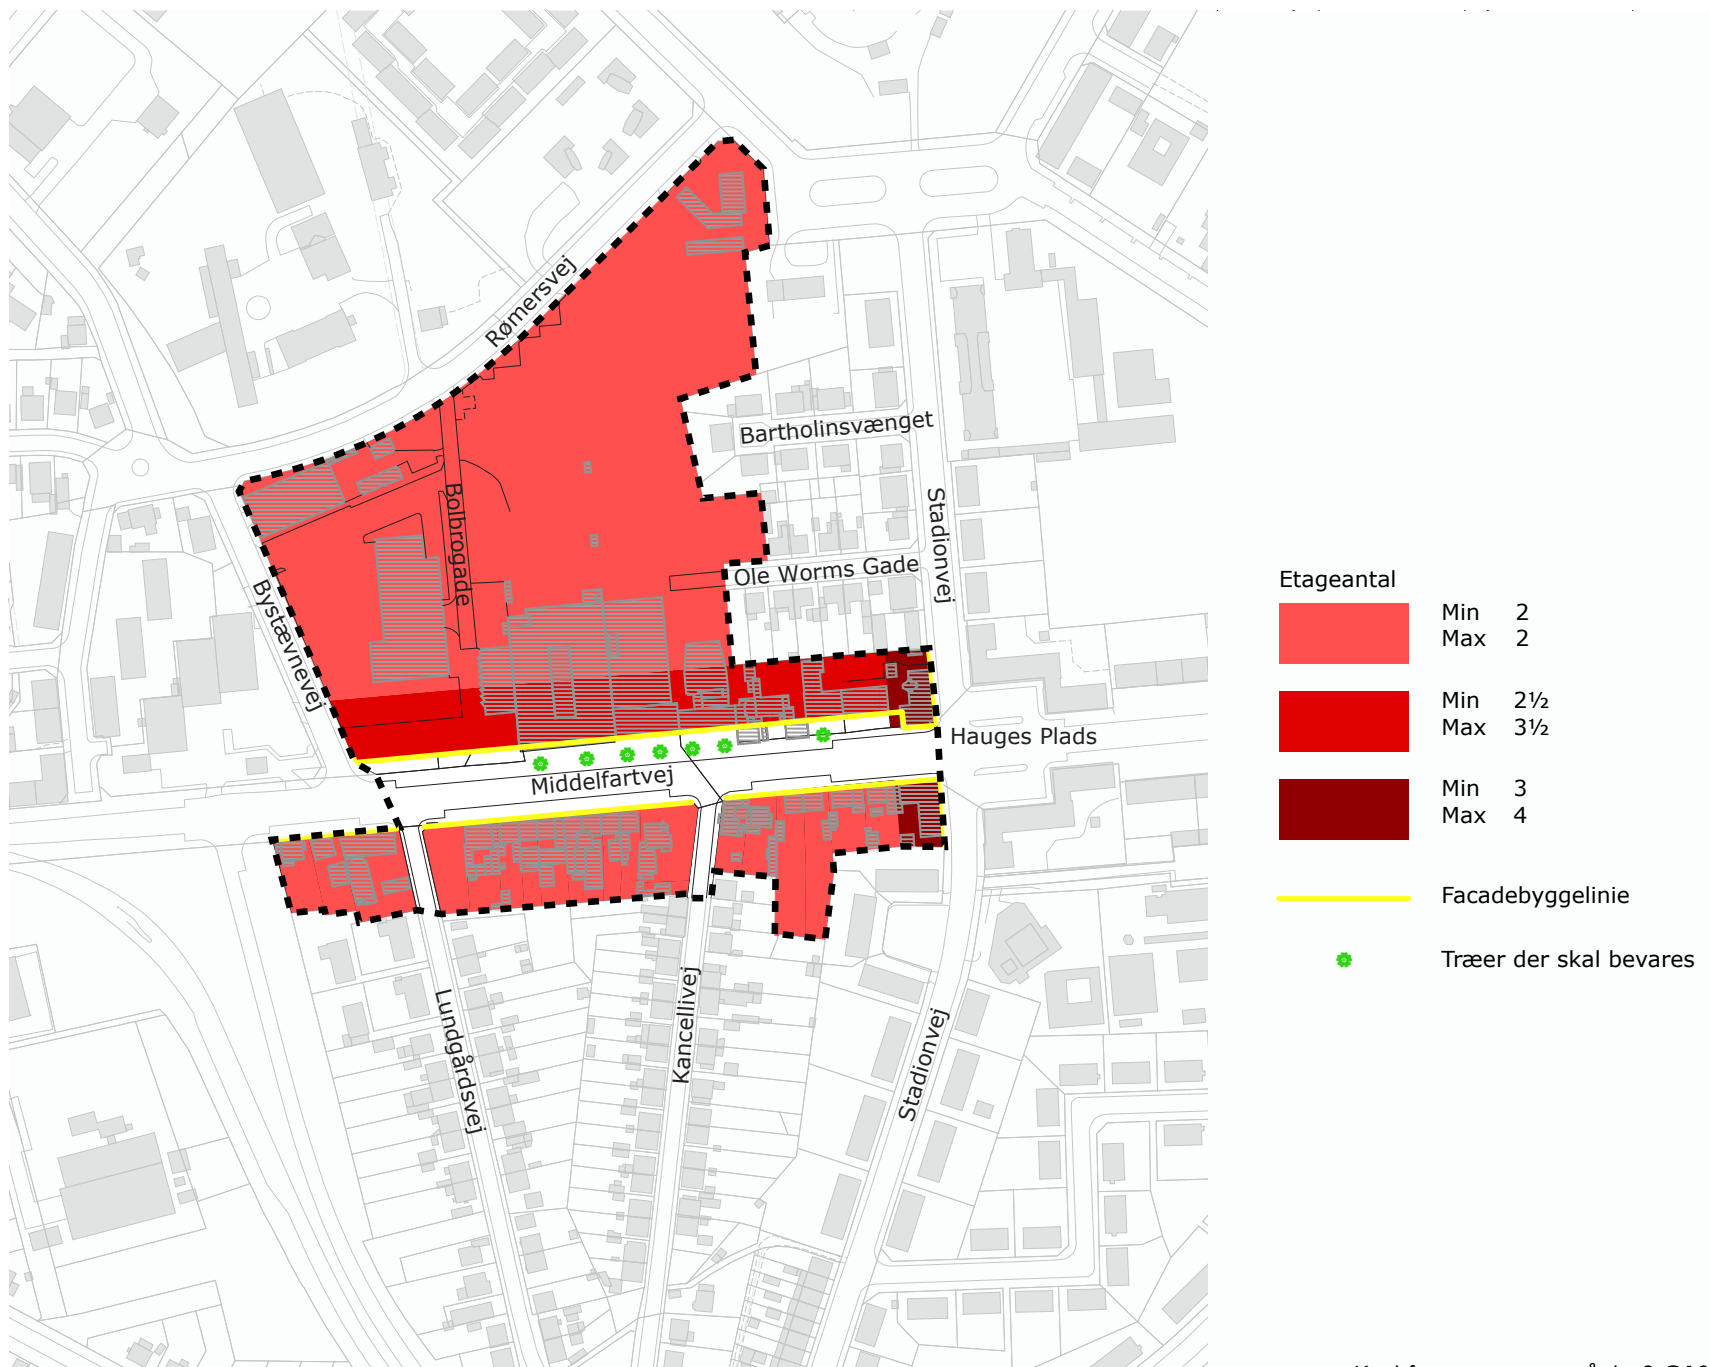 Rømersvej
Bartholinsvænget
Bolbrogade
Stadionvej
Ole Worms Gade
Bystævnevej
Hauges Plads
Middelfartvej
Lundgårdsvej
Kancellivej
Stadionvej
Etageantal
Min 2
Max 2
Min 2½
Max 3½
Min 3
Max 4
Facadebyggelinie
Træer der skal bevares